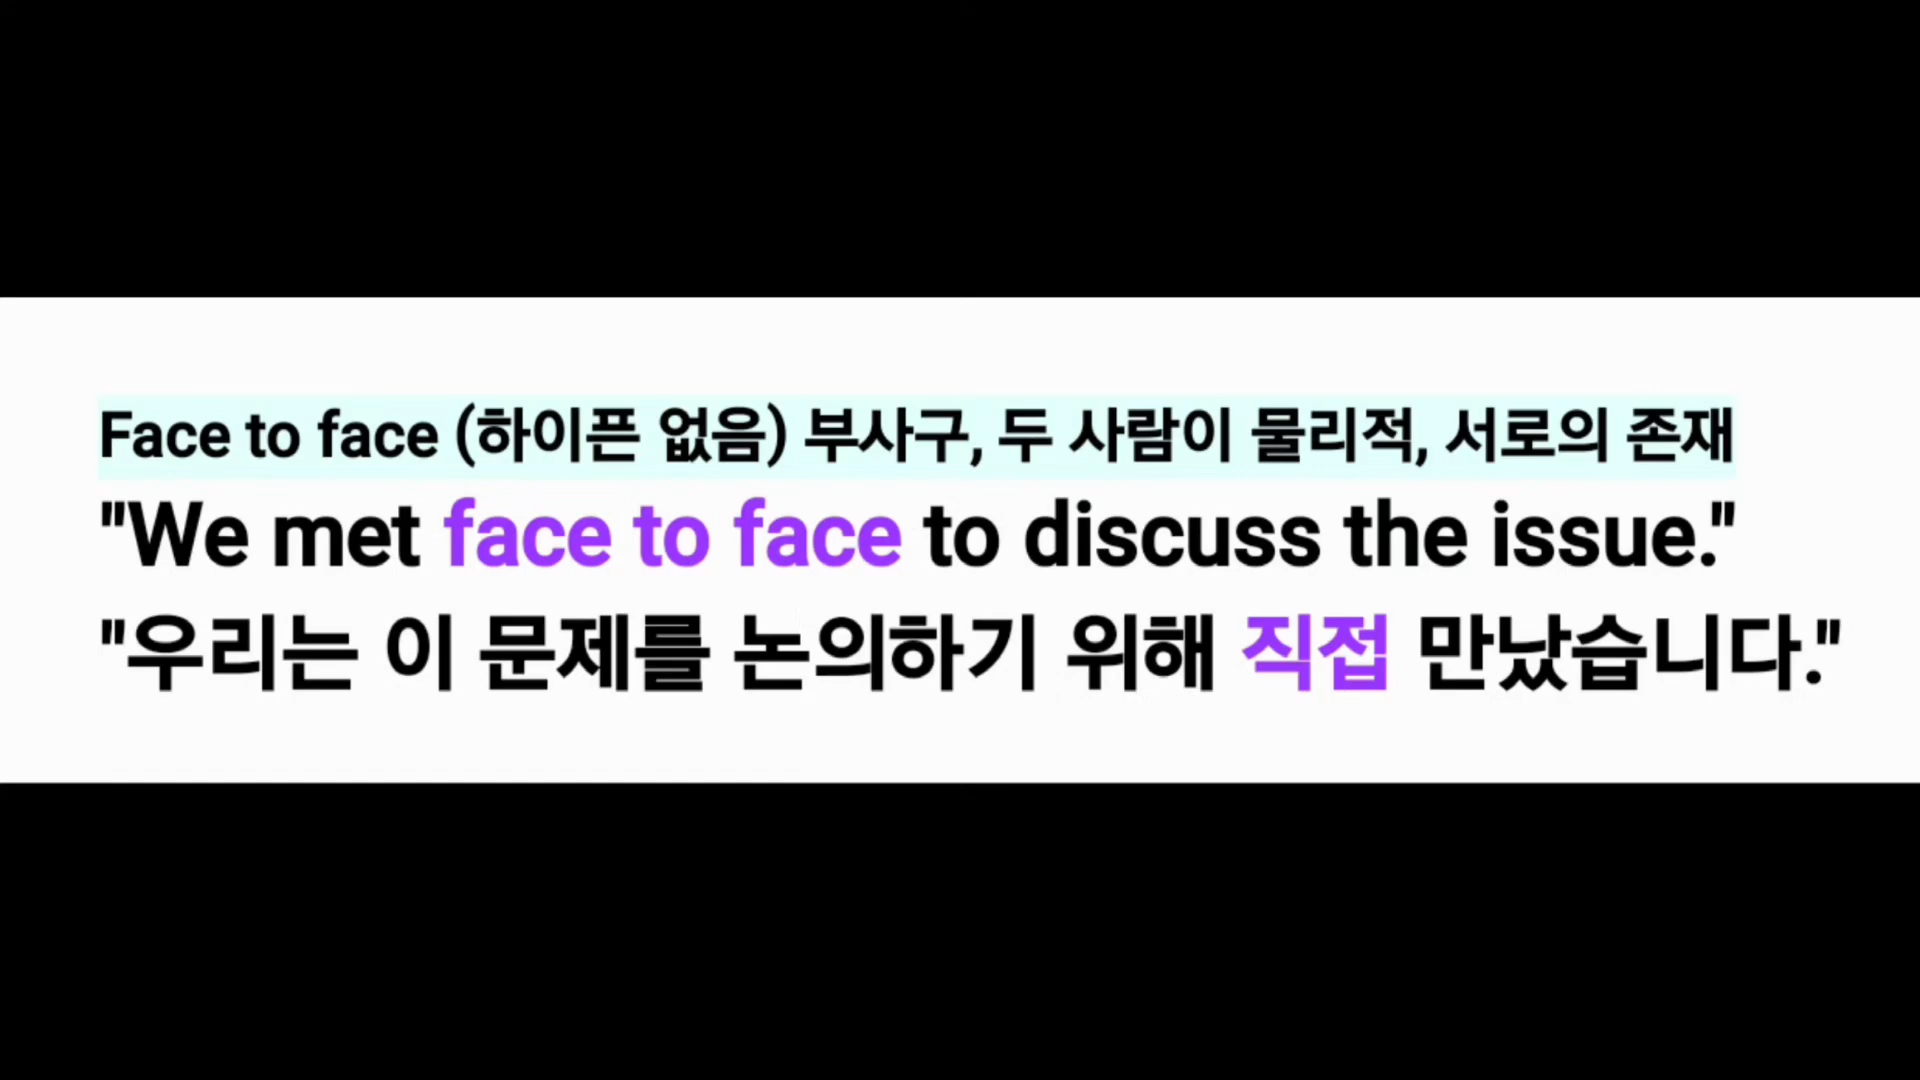 Face to face (하이픈 없음) 부사구, 두 사람이 물리적, 서로의 존재
"We met face to face to discuss the issue."
"우리는 이 문제를 논의하기 위해 직접 만났습니다."